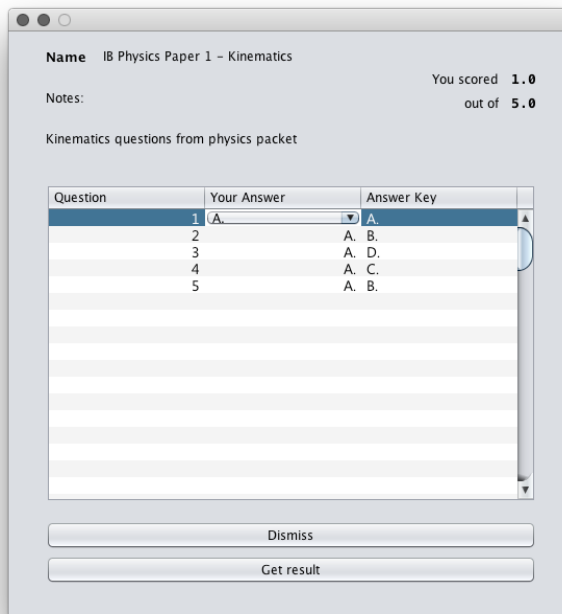 Name IB Physics Paper 1 – Kinematics
You scored 1.0
Notes:
out of 5.0
Kinematics questions from physics packet
Question Your Answer Answer Key
1 A. A.
2 A. B.
3 A. D.
4 A. C.
5 A. B.
Dismiss
Get result